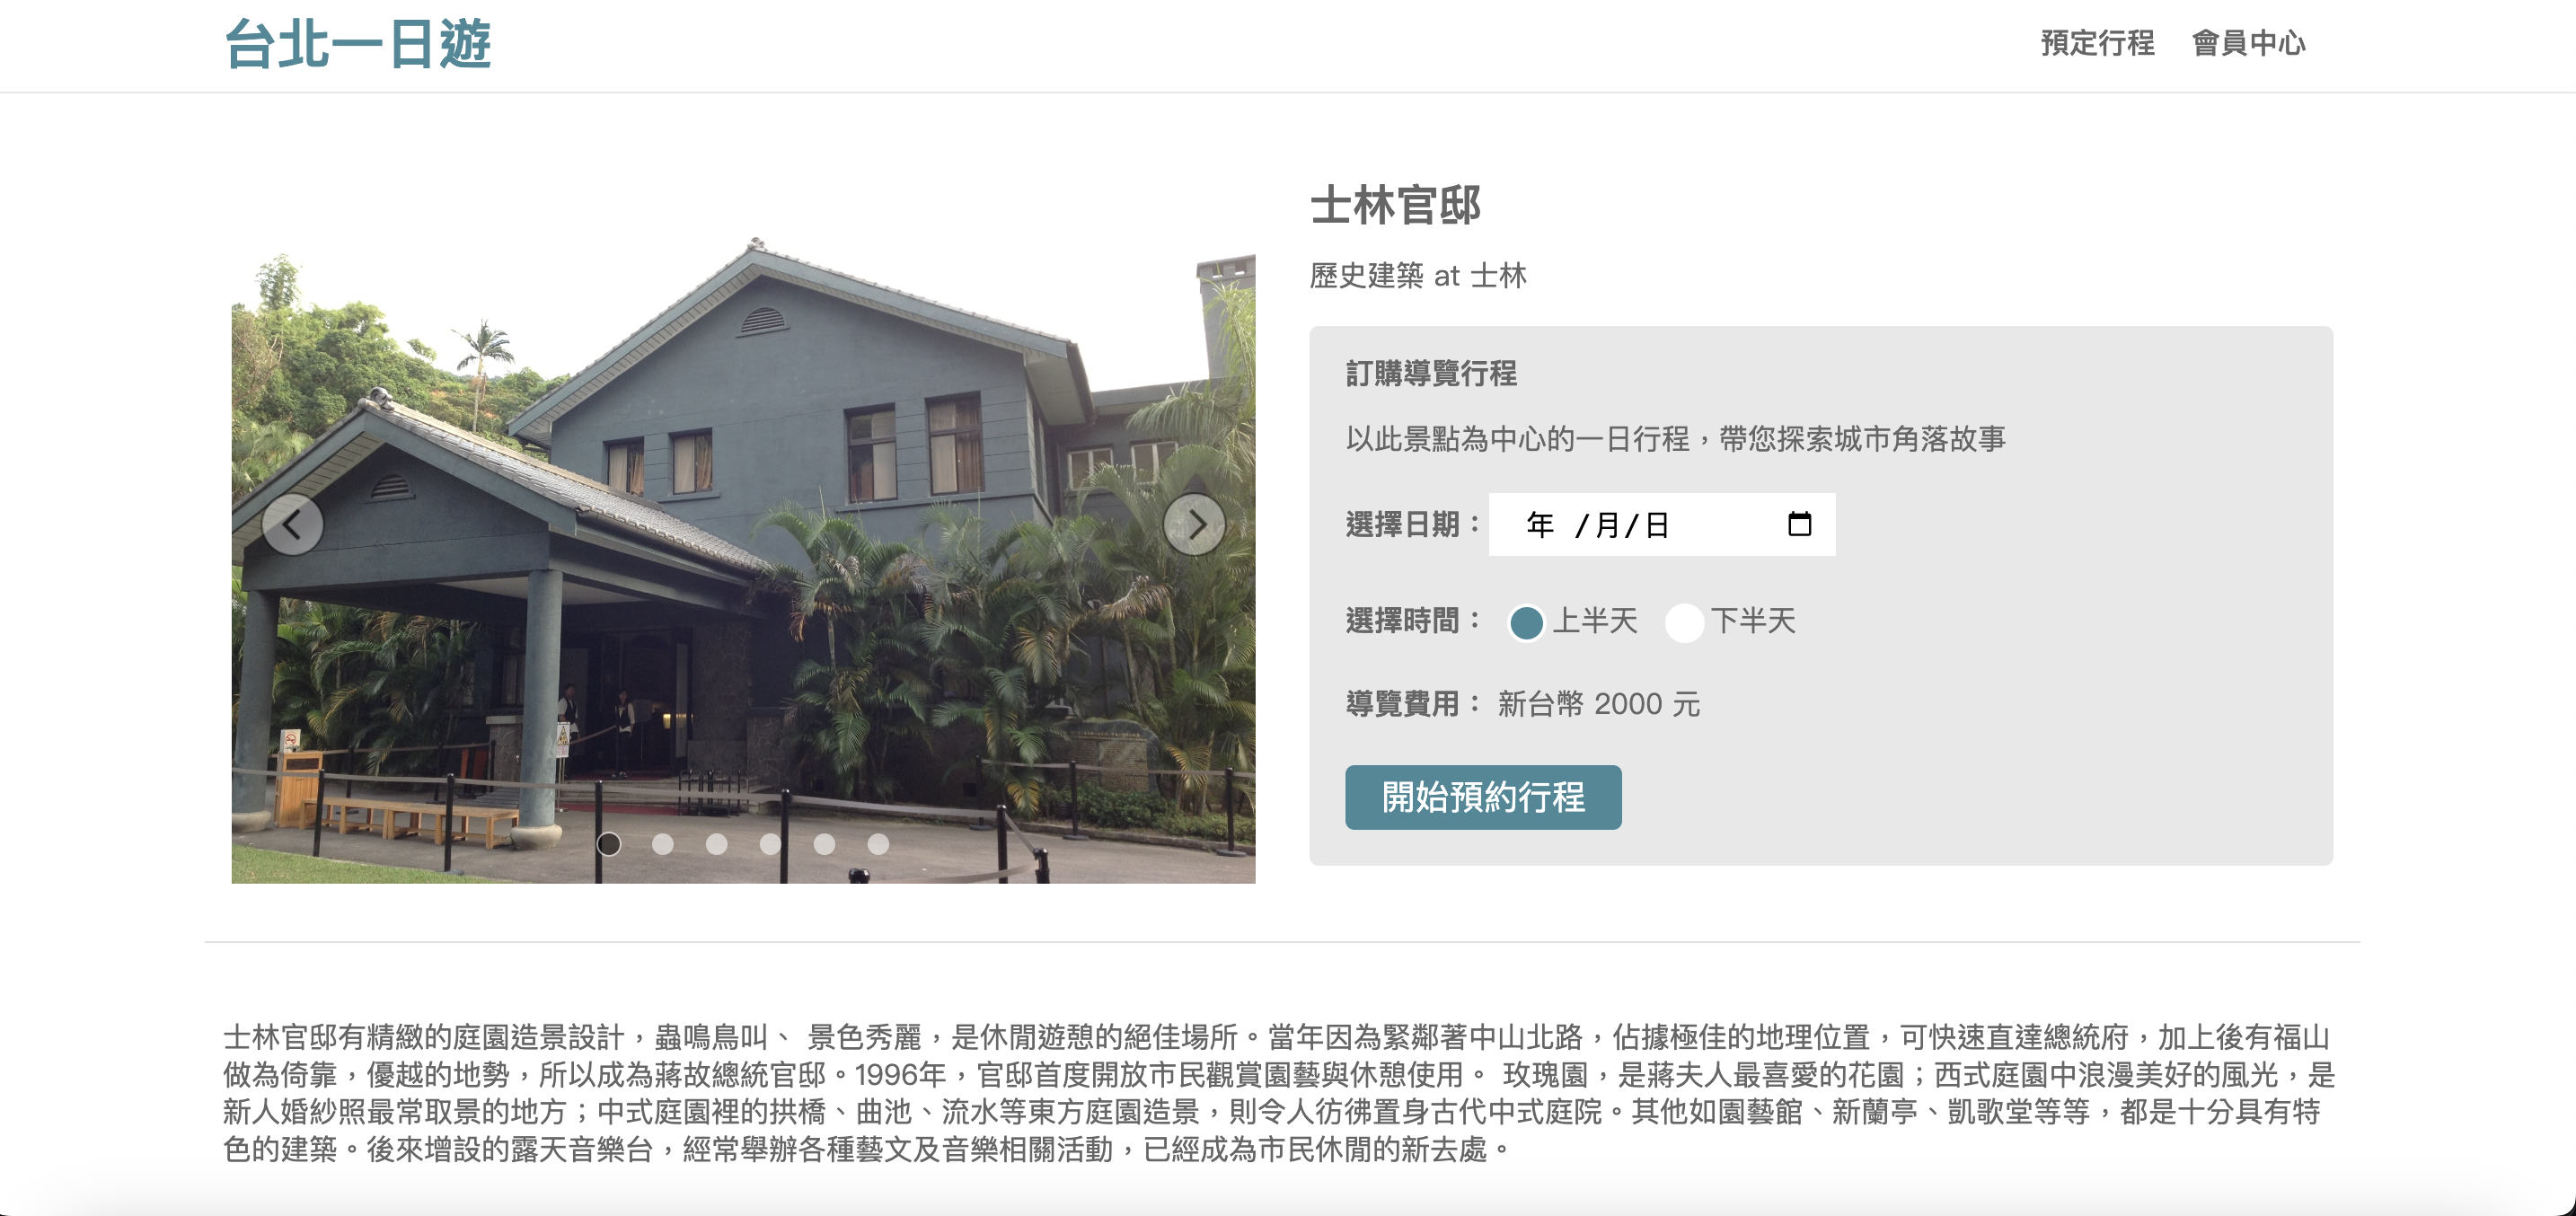 台北一日遊
預定行程 會員中心
士林官邸
歷史建築 at 士林
訂購導覽行程
以此景點為中心的一日行程，帶您探索城市角落故事
選擇日期： 年 /月/日
選擇時間： 上半天 下半天
導覽費用： 新台幣 2000 元
開始預約行程
士林官邸有精緻的庭園造景設計，蟲鳴鳥叫、 景色秀麗，是休閒遊憩的絕佳場所。當年因為緊鄰著中山北路，佔據極佳的地理位置，可快速直達總統府，加上後有福山
做為倚靠，優越的地勢，所以成為蔣故總統官邸。1996年，官邸首度開放市民觀賞園藝與休憩使用。 玫瑰園，是蔣夫人最喜愛的花園；西式庭園中浪漫美好的風光，是
新人婚紗照最常取景的地方；中式庭園裡的拱橋、曲池、流水等東方庭園造景，則令人彷彿置身古代中式庭院。其他如園藝館、新蘭亭、凱歌堂等等，都是十分具有特
色的建築。後來增設的露天音樂台，經常舉辦各種藝文及音樂相關活動，已經成為市民休閒的新去處。